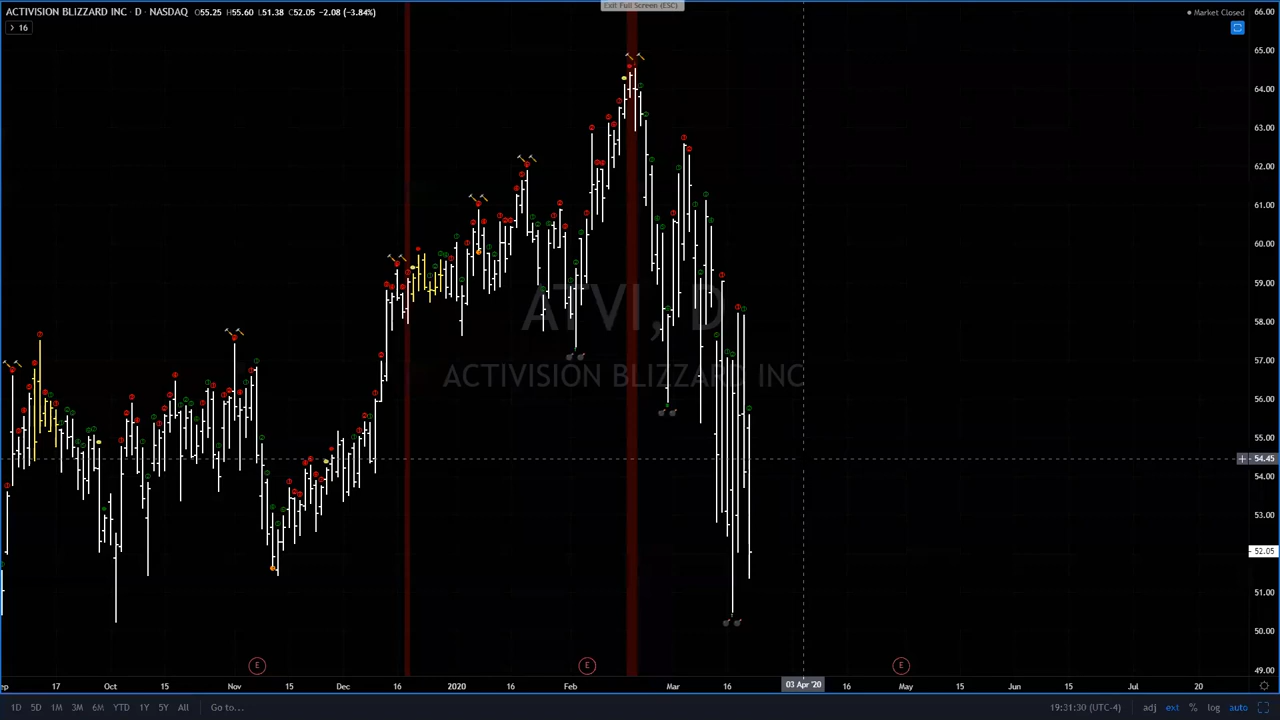 Exit Full Screen (ESC)
ACTIVISION BLIZZARD INC · D · NASDAQ O55.25 H55.60 L51.38 C52.05 -2.08 (-3.84%)
Market Closed
16
66.00
65.00
64.00
63.00
62.00
61.00
60.00
59.00
58.00
57.00
56.00
55.00
54.45
54.00
53.00
52.05
51.00
50.00
49.00
ATVI, D
ACTIVISION BLIZZARD INC
E E E
17 Oct 15 Nov 15 Dec 16 2020 16 Feb Mar 16 03 Apr '20 16 May 15 Jun 15 Jul 20
1D 5D 1M 3M 6M YTD 1Y 5Y All Go to... 19:31:30 (UTC-4) adj ext % log auto